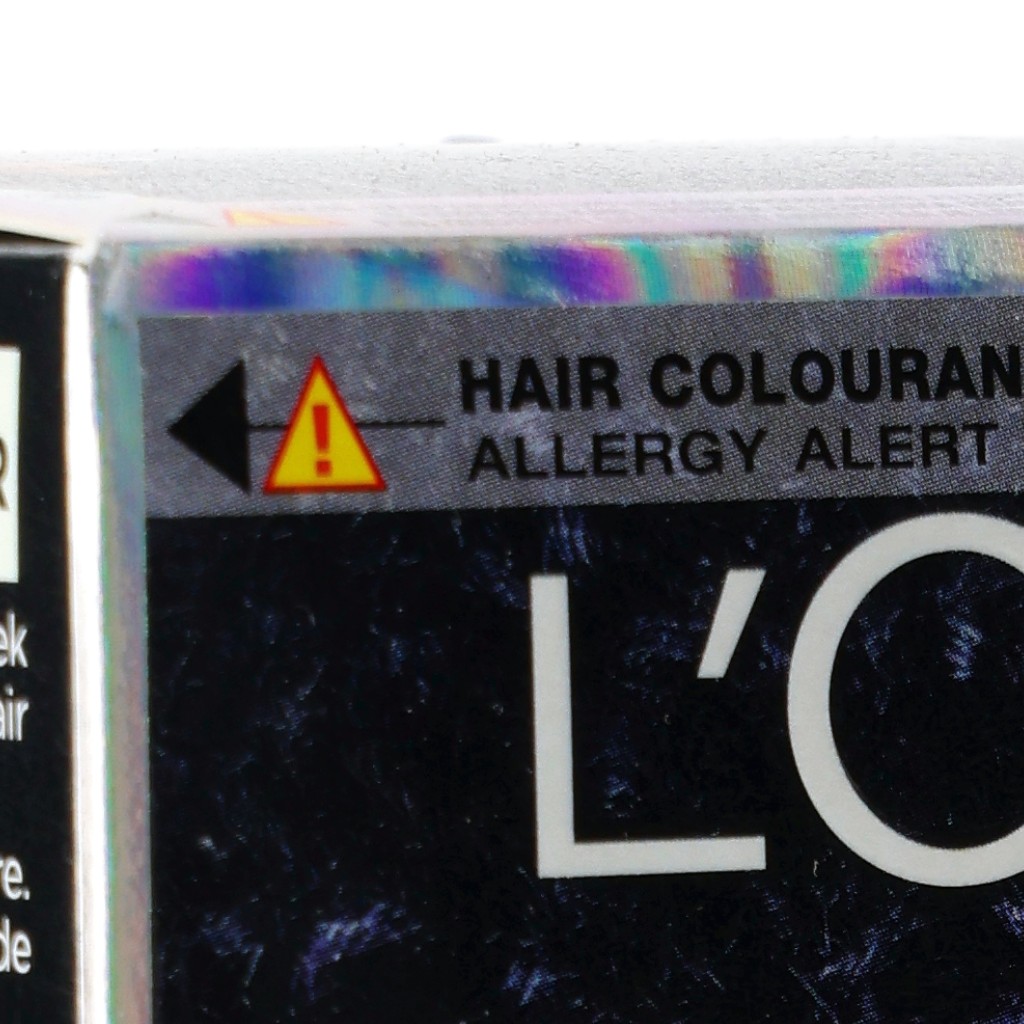 HAIR COLOURAN
ALLERGY ALERT
L'O
R
ek
air
re.
de